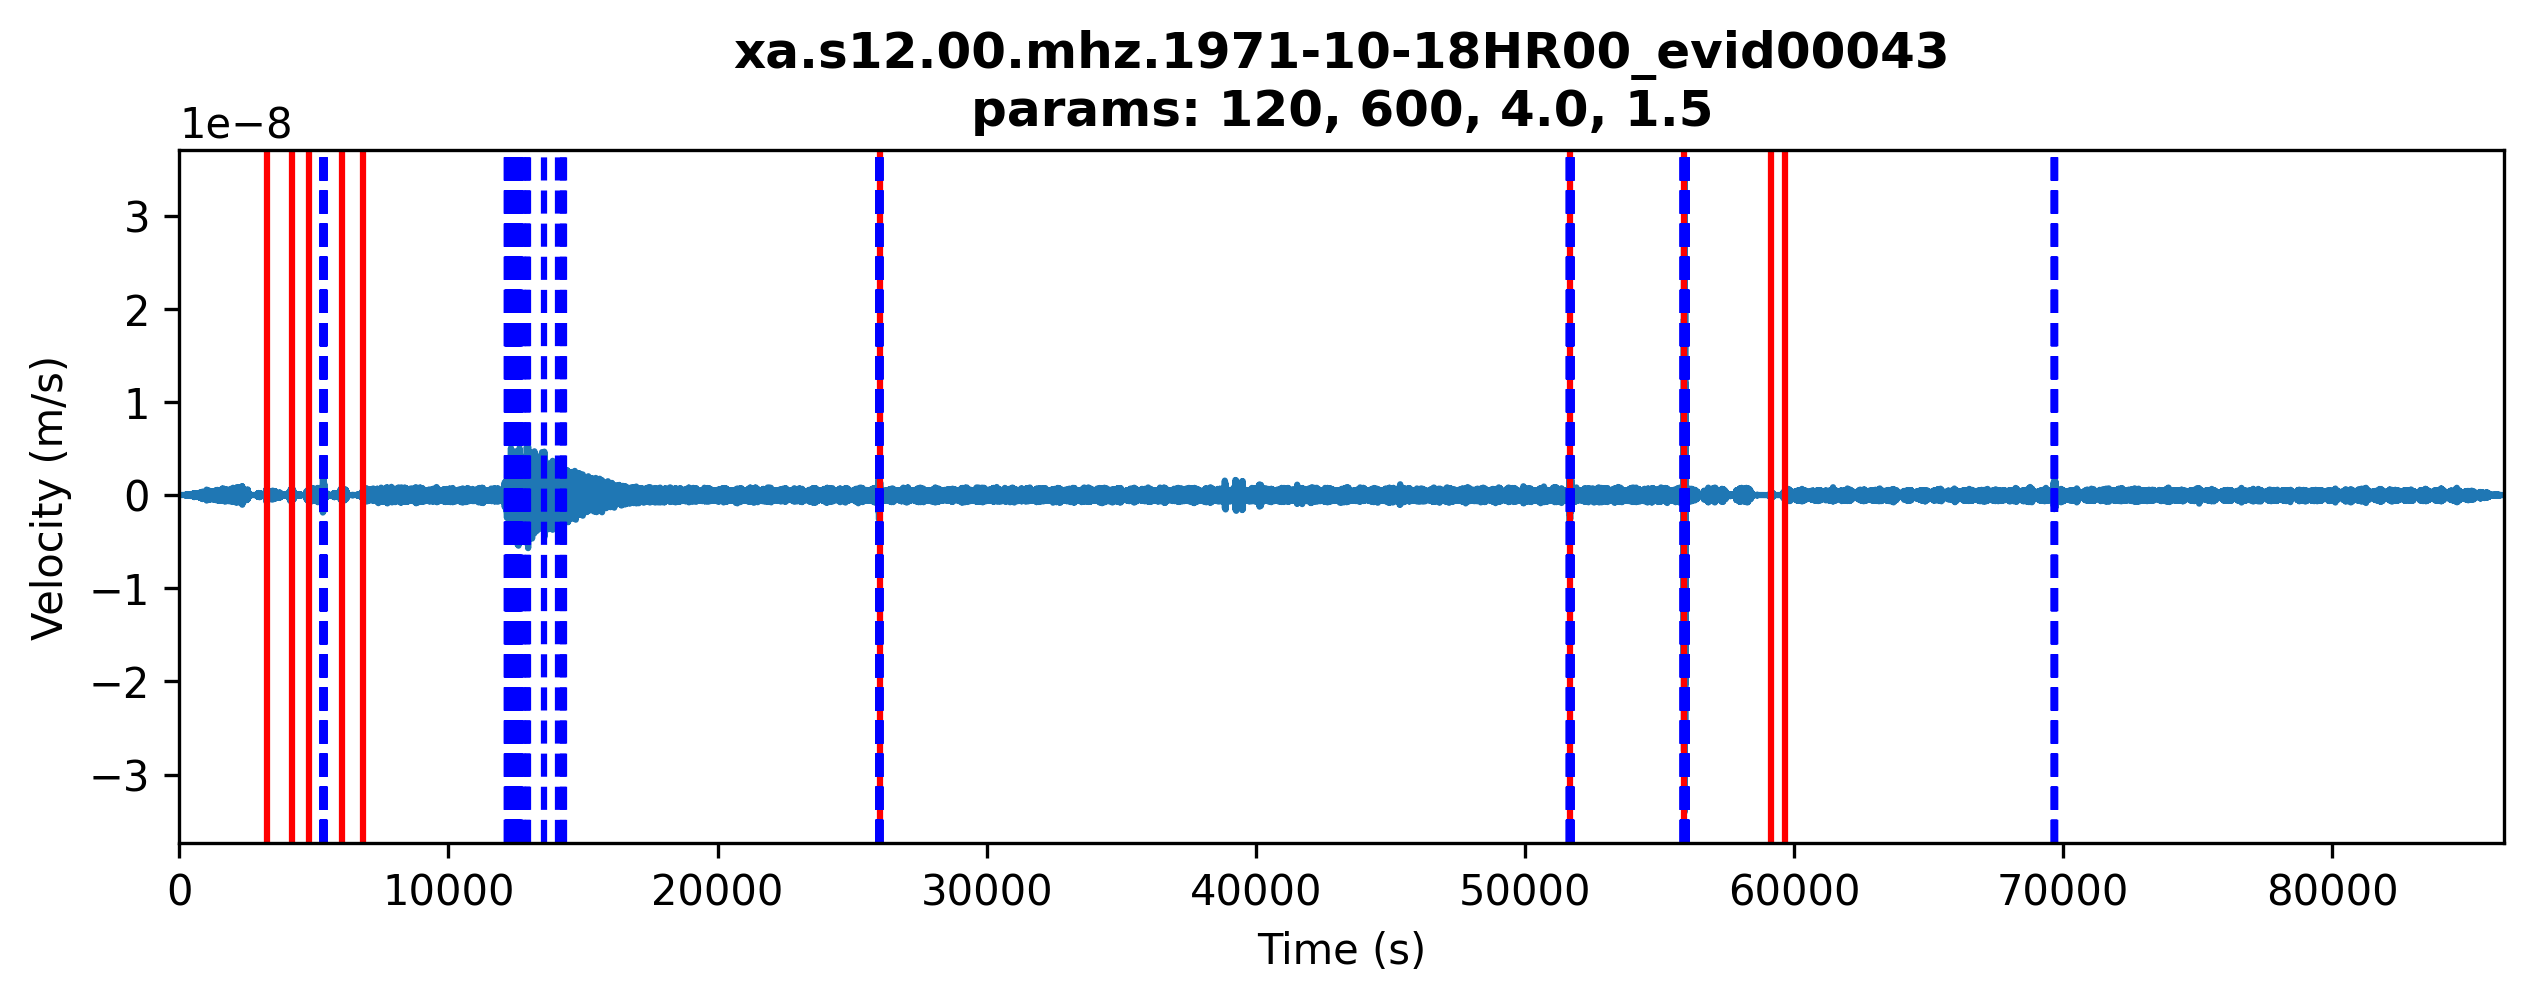 xa.s12.00.mhz.1971-10-18HR00_evid00043
params: 120, 600, 4.0, 1.5
1e−8
3
2
1
0
−1
−2
−3
Velocity (m/s)
0 10000 20000 30000 40000 50000 60000 70000 80000
Time (s)